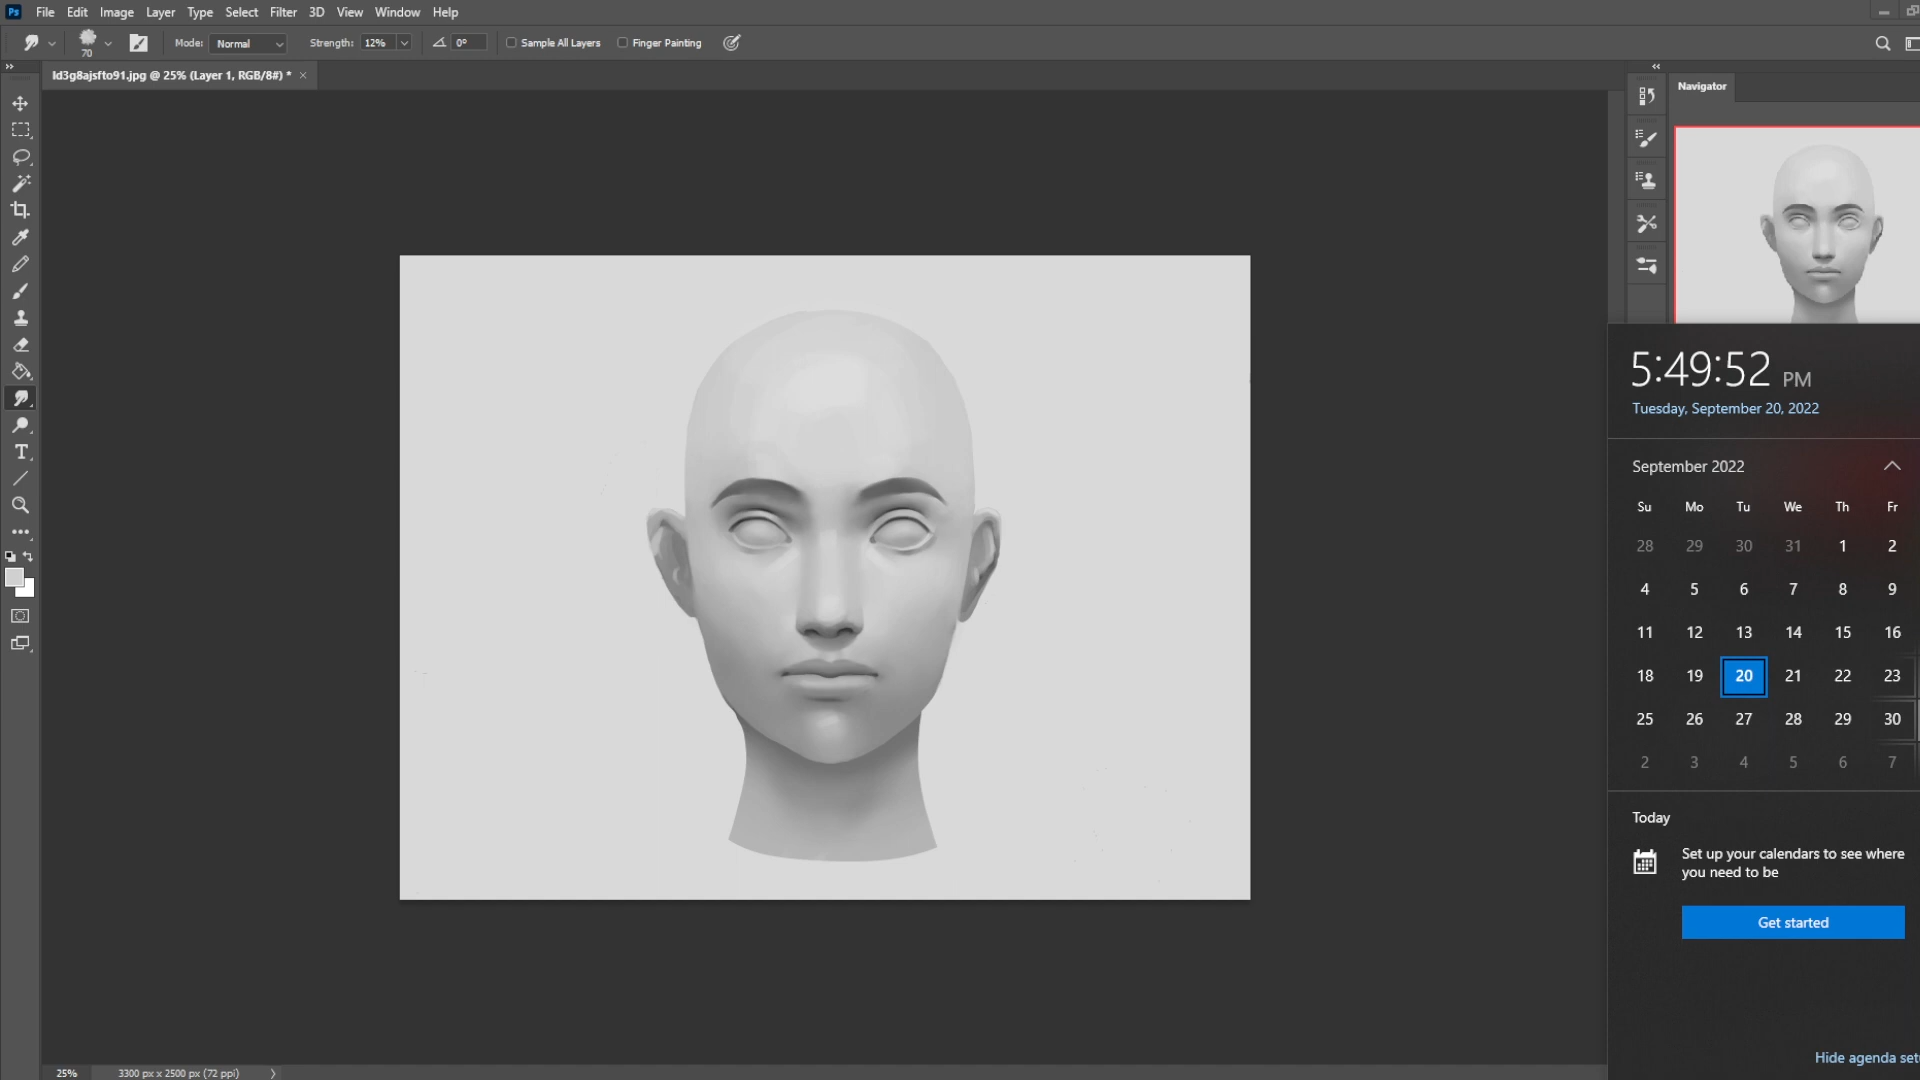 Ps File Edit Image Layer Type Select Filter 3D View Window Help
70 Mode: Normal Strength: 12% 0° Sample All Layers Finger Painting
ld3g8ajsfto91.jpg @ 25% (Layer 1, RGB/8#) * ×
Navigator
5:49:52 PM
Tuesday, September 20, 2022
September 2022
Su Mo Tu We Th Fr
28 29 30 31 1 2
4 5 6 7 8 9
11 12 13 14 15 16
18 19 20 21 22 23
25 26 27 28 29 30
2 3 4 5 6 7
Today
Set up your calendars to see where
you need to be
Get started
Hide agenda set
25% 3300 px x 2500 px (72 ppi)